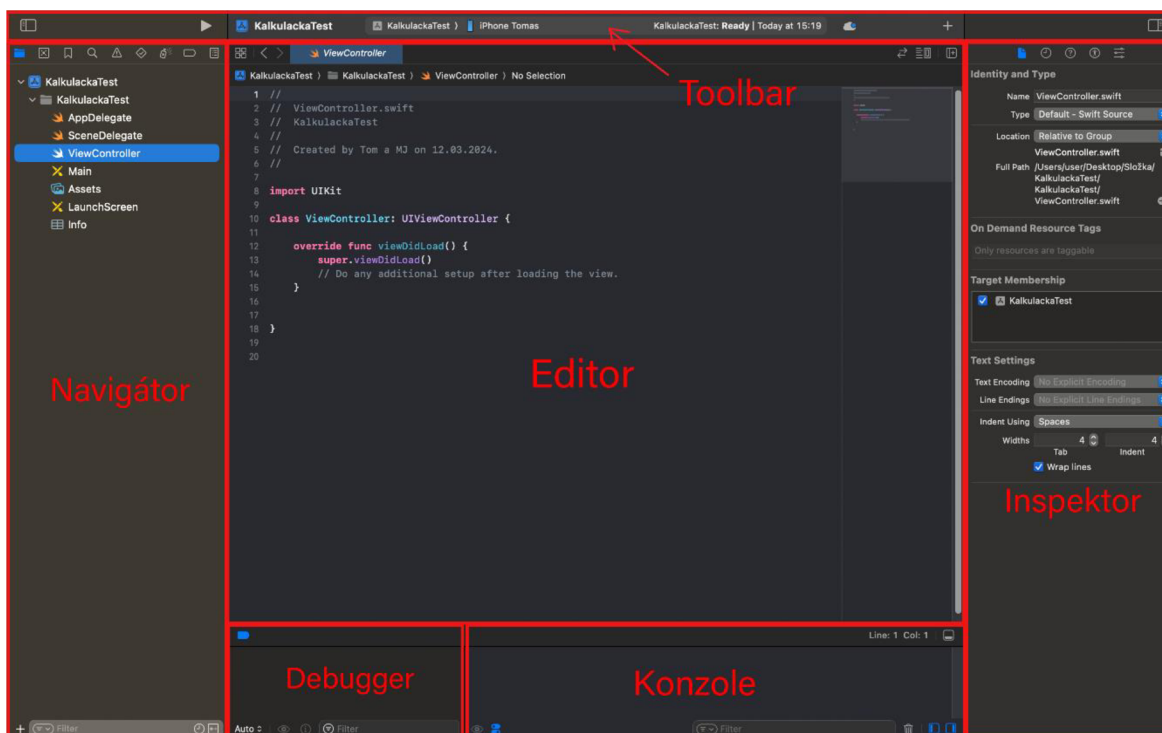 KalkulackaTest
KalkulackaTest ⟩ iPhone Tomas
KalkulackaTest: Ready | Today at 15:19
Toolbar
KalkulackaTest
KalkulackaTest
AppDelegate
SceneDelegate
ViewController
Main
Assets
LaunchScreen
Info
Navigátor
Filter
ViewController
KalkulackaTest ⟩ KalkulackaTest ⟩ ViewController ⟩ No Selection
1 //
2 // ViewController.swift
3 // KalkulackaTest
4 //
5 // Created by Tom a MJ on 12.03.2024.
6 //
7
8 import UIKit
9
10 class ViewController: UIViewController {
11
12 override func viewDidLoad() {
13 super.viewDidLoad()
14 // Do any additional setup after loading the view.
15 }
16
17
18 }
19
20
Editor
Line: 1 Col: 1
Debugger
Auto
Filter
Konzole
Filter
Identity and Type
Name ViewController.swift
Type Default - Swift Source
Location Relative to Group
ViewController.swift
Full Path /Users/user/Desktop/Složka/
KalkulackaTest/
KalkulackaTest/
ViewController.swift
On Demand Resource Tags
Only resources are taggable
Target Membership
KalkulackaTest
Text Settings
Text Encoding No Explicit Encoding
Line Endings No Explicit Line Endings
Indent Using Spaces
Widths 4 4
Tab Indent
Wrap lines
Inspektor